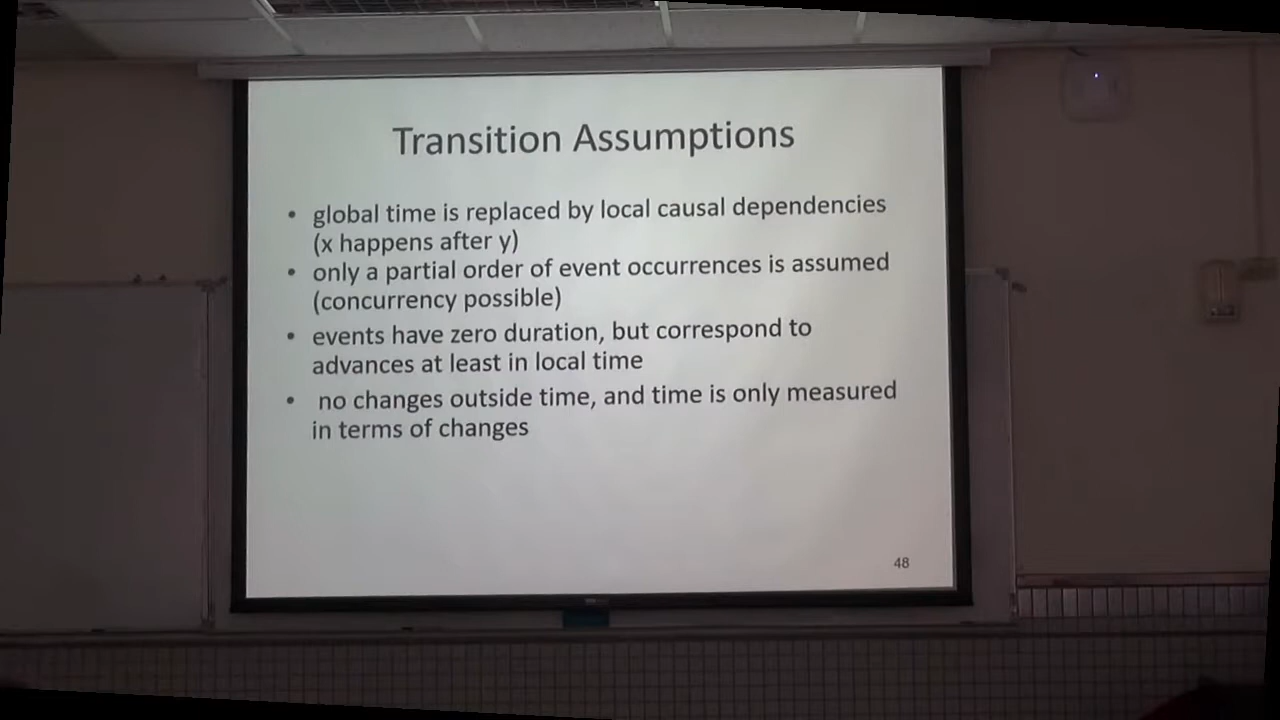 Transition Assumptions
• global time is replaced by local causal dependencies
(x happens after y)
• only a partial order of event occurrences is assumed
(concurrency possible)
• events have zero duration, but correspond to
advances at least in local time
• no changes outside time, and time is only measured
in terms of changes
48